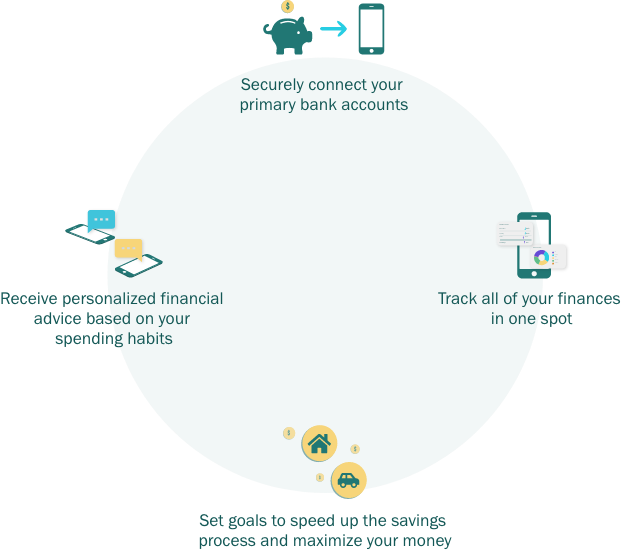 Securely connect your
primary bank accounts
Track all of your finances
in one spot
Set goals to speed up the savings
process and maximize your money
Receive personalized financial
advice based on your
spending habits